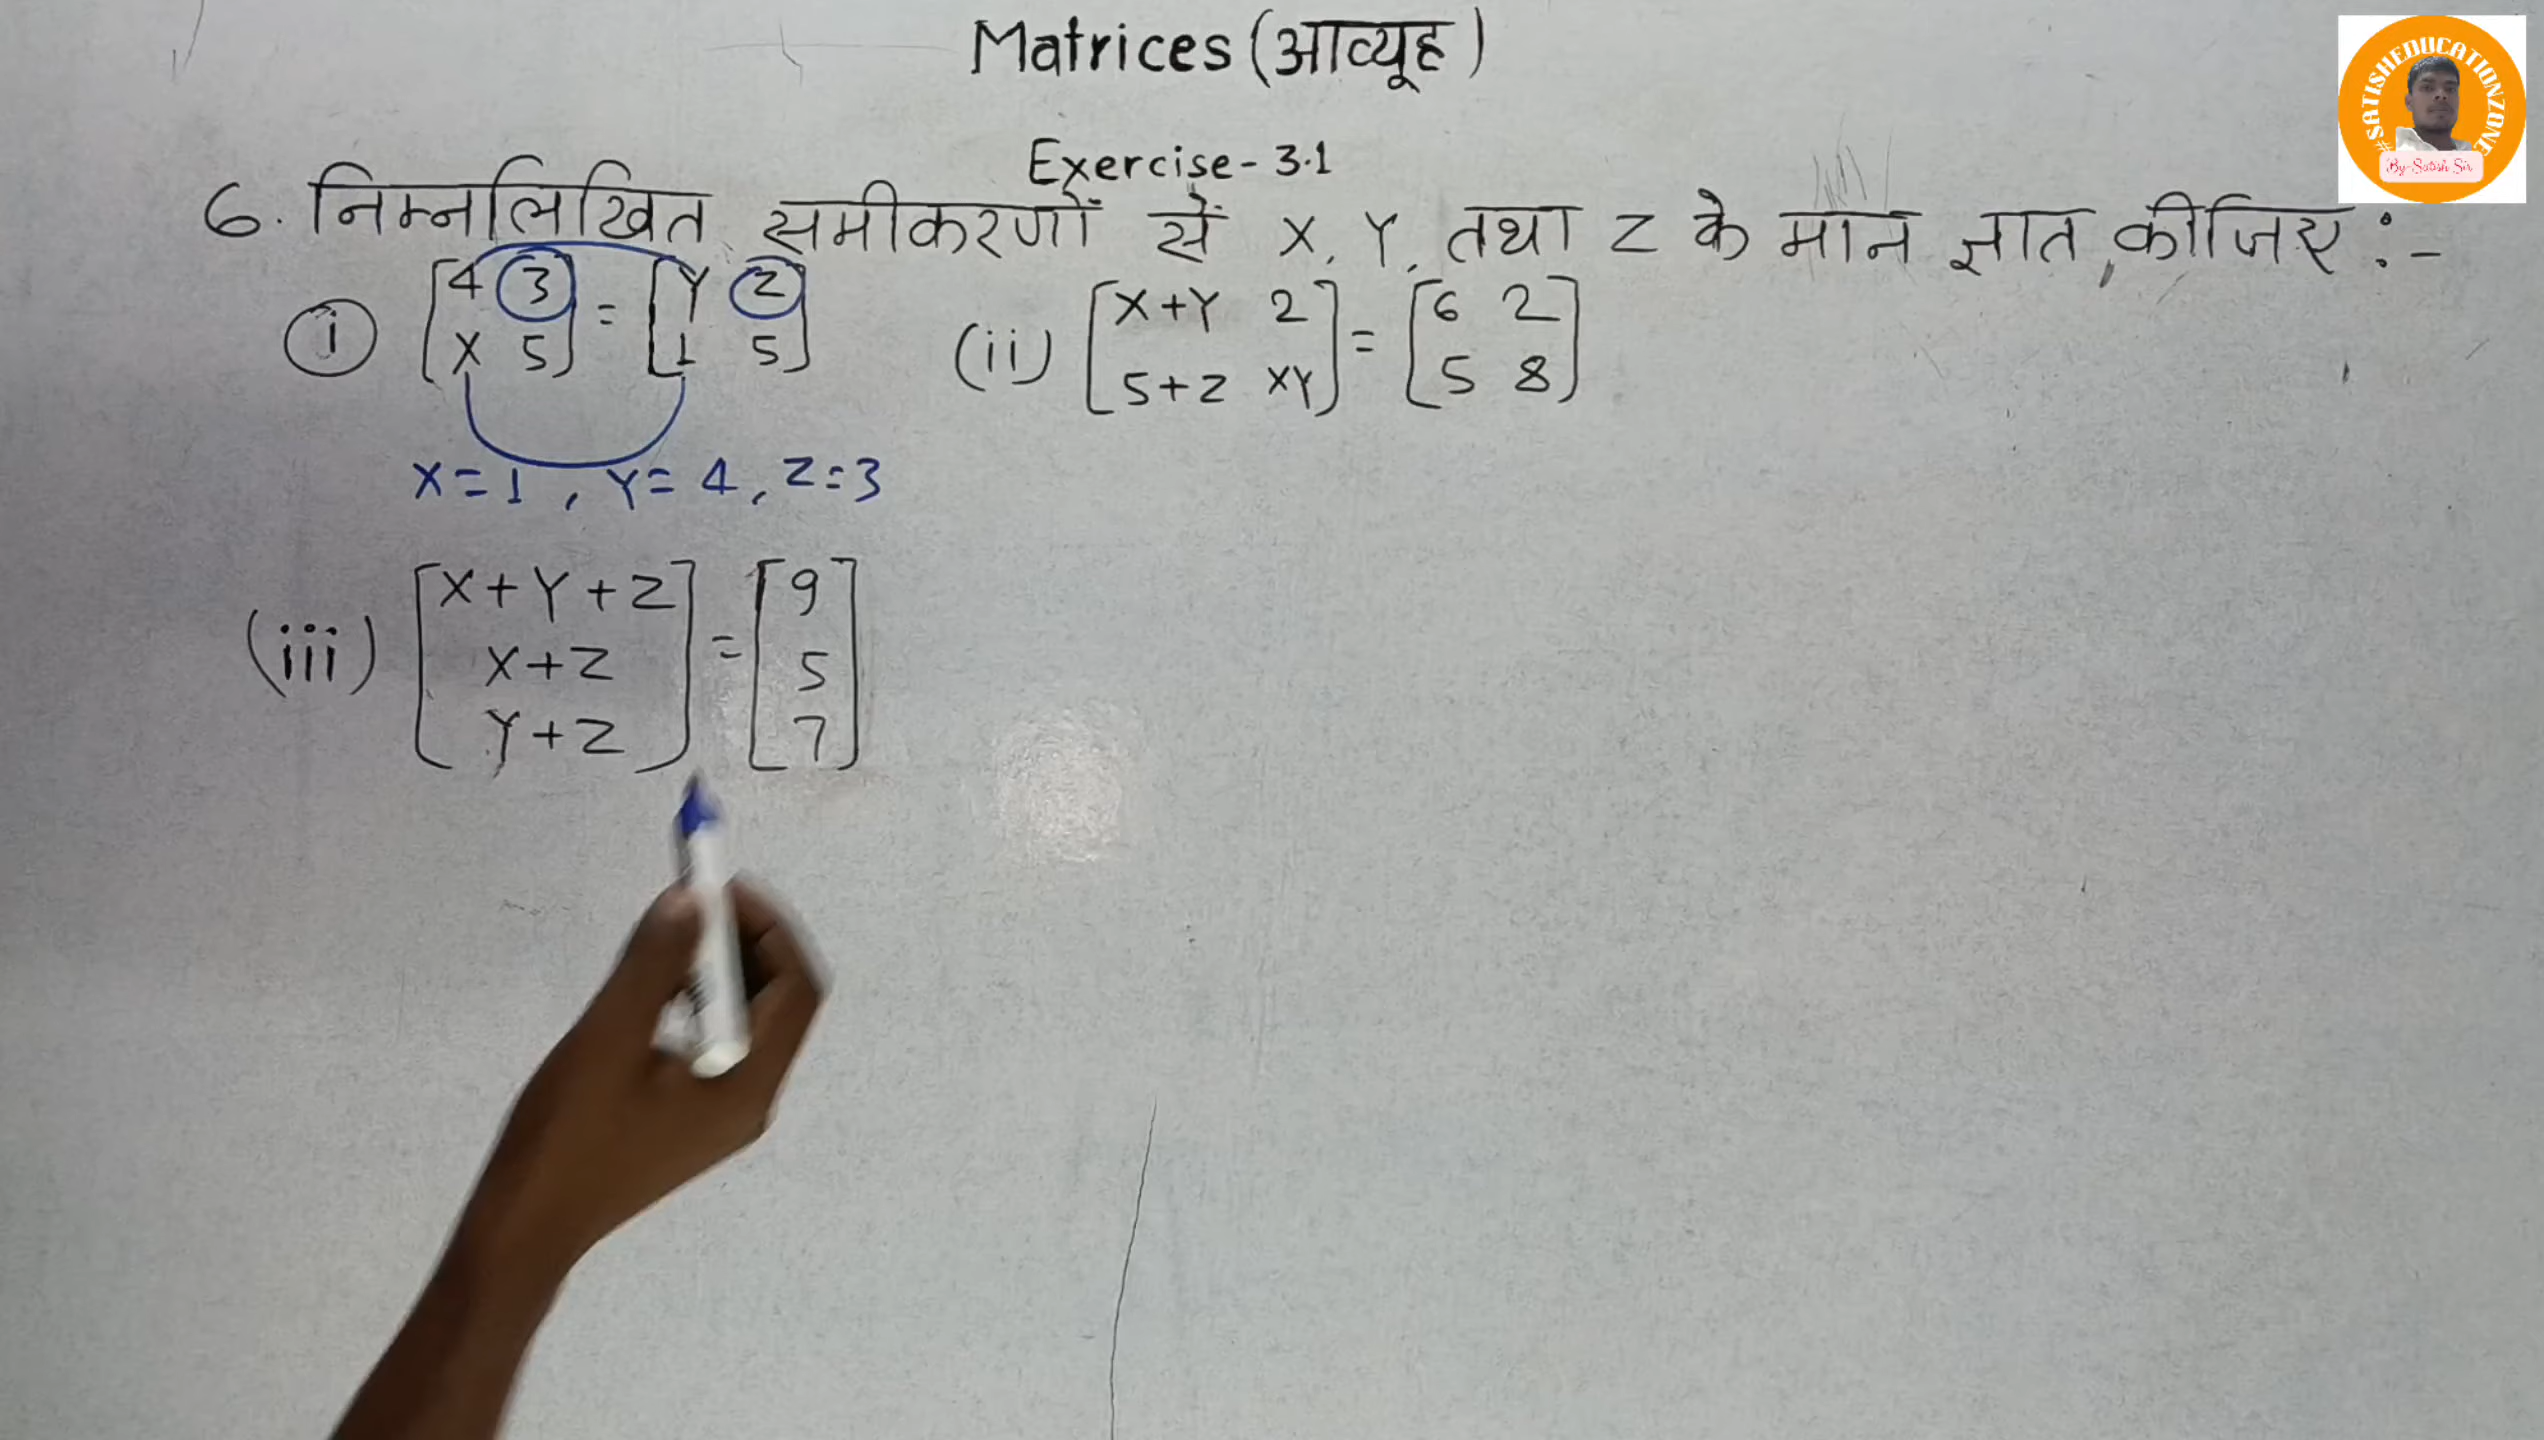 Matrices (आव्यूह)
Exercise-3.1
6. निम्नलिखित समीकरणों सें X, Y, तथा Z के मान ज्ञात कीजिए :-
(i) [4 3] = [Y Z]
[X 5] [1 5]
(ii) [X+Y 2] = [6 2]
[5+Z XY] [5 8]
X=1, Y=4, Z=3
(iii) [X+Y+Z] = [9]
[X+Z] [5]
[Y+Z] [7]
#SATISHEDUCATIONZONE
By-Satish Sir